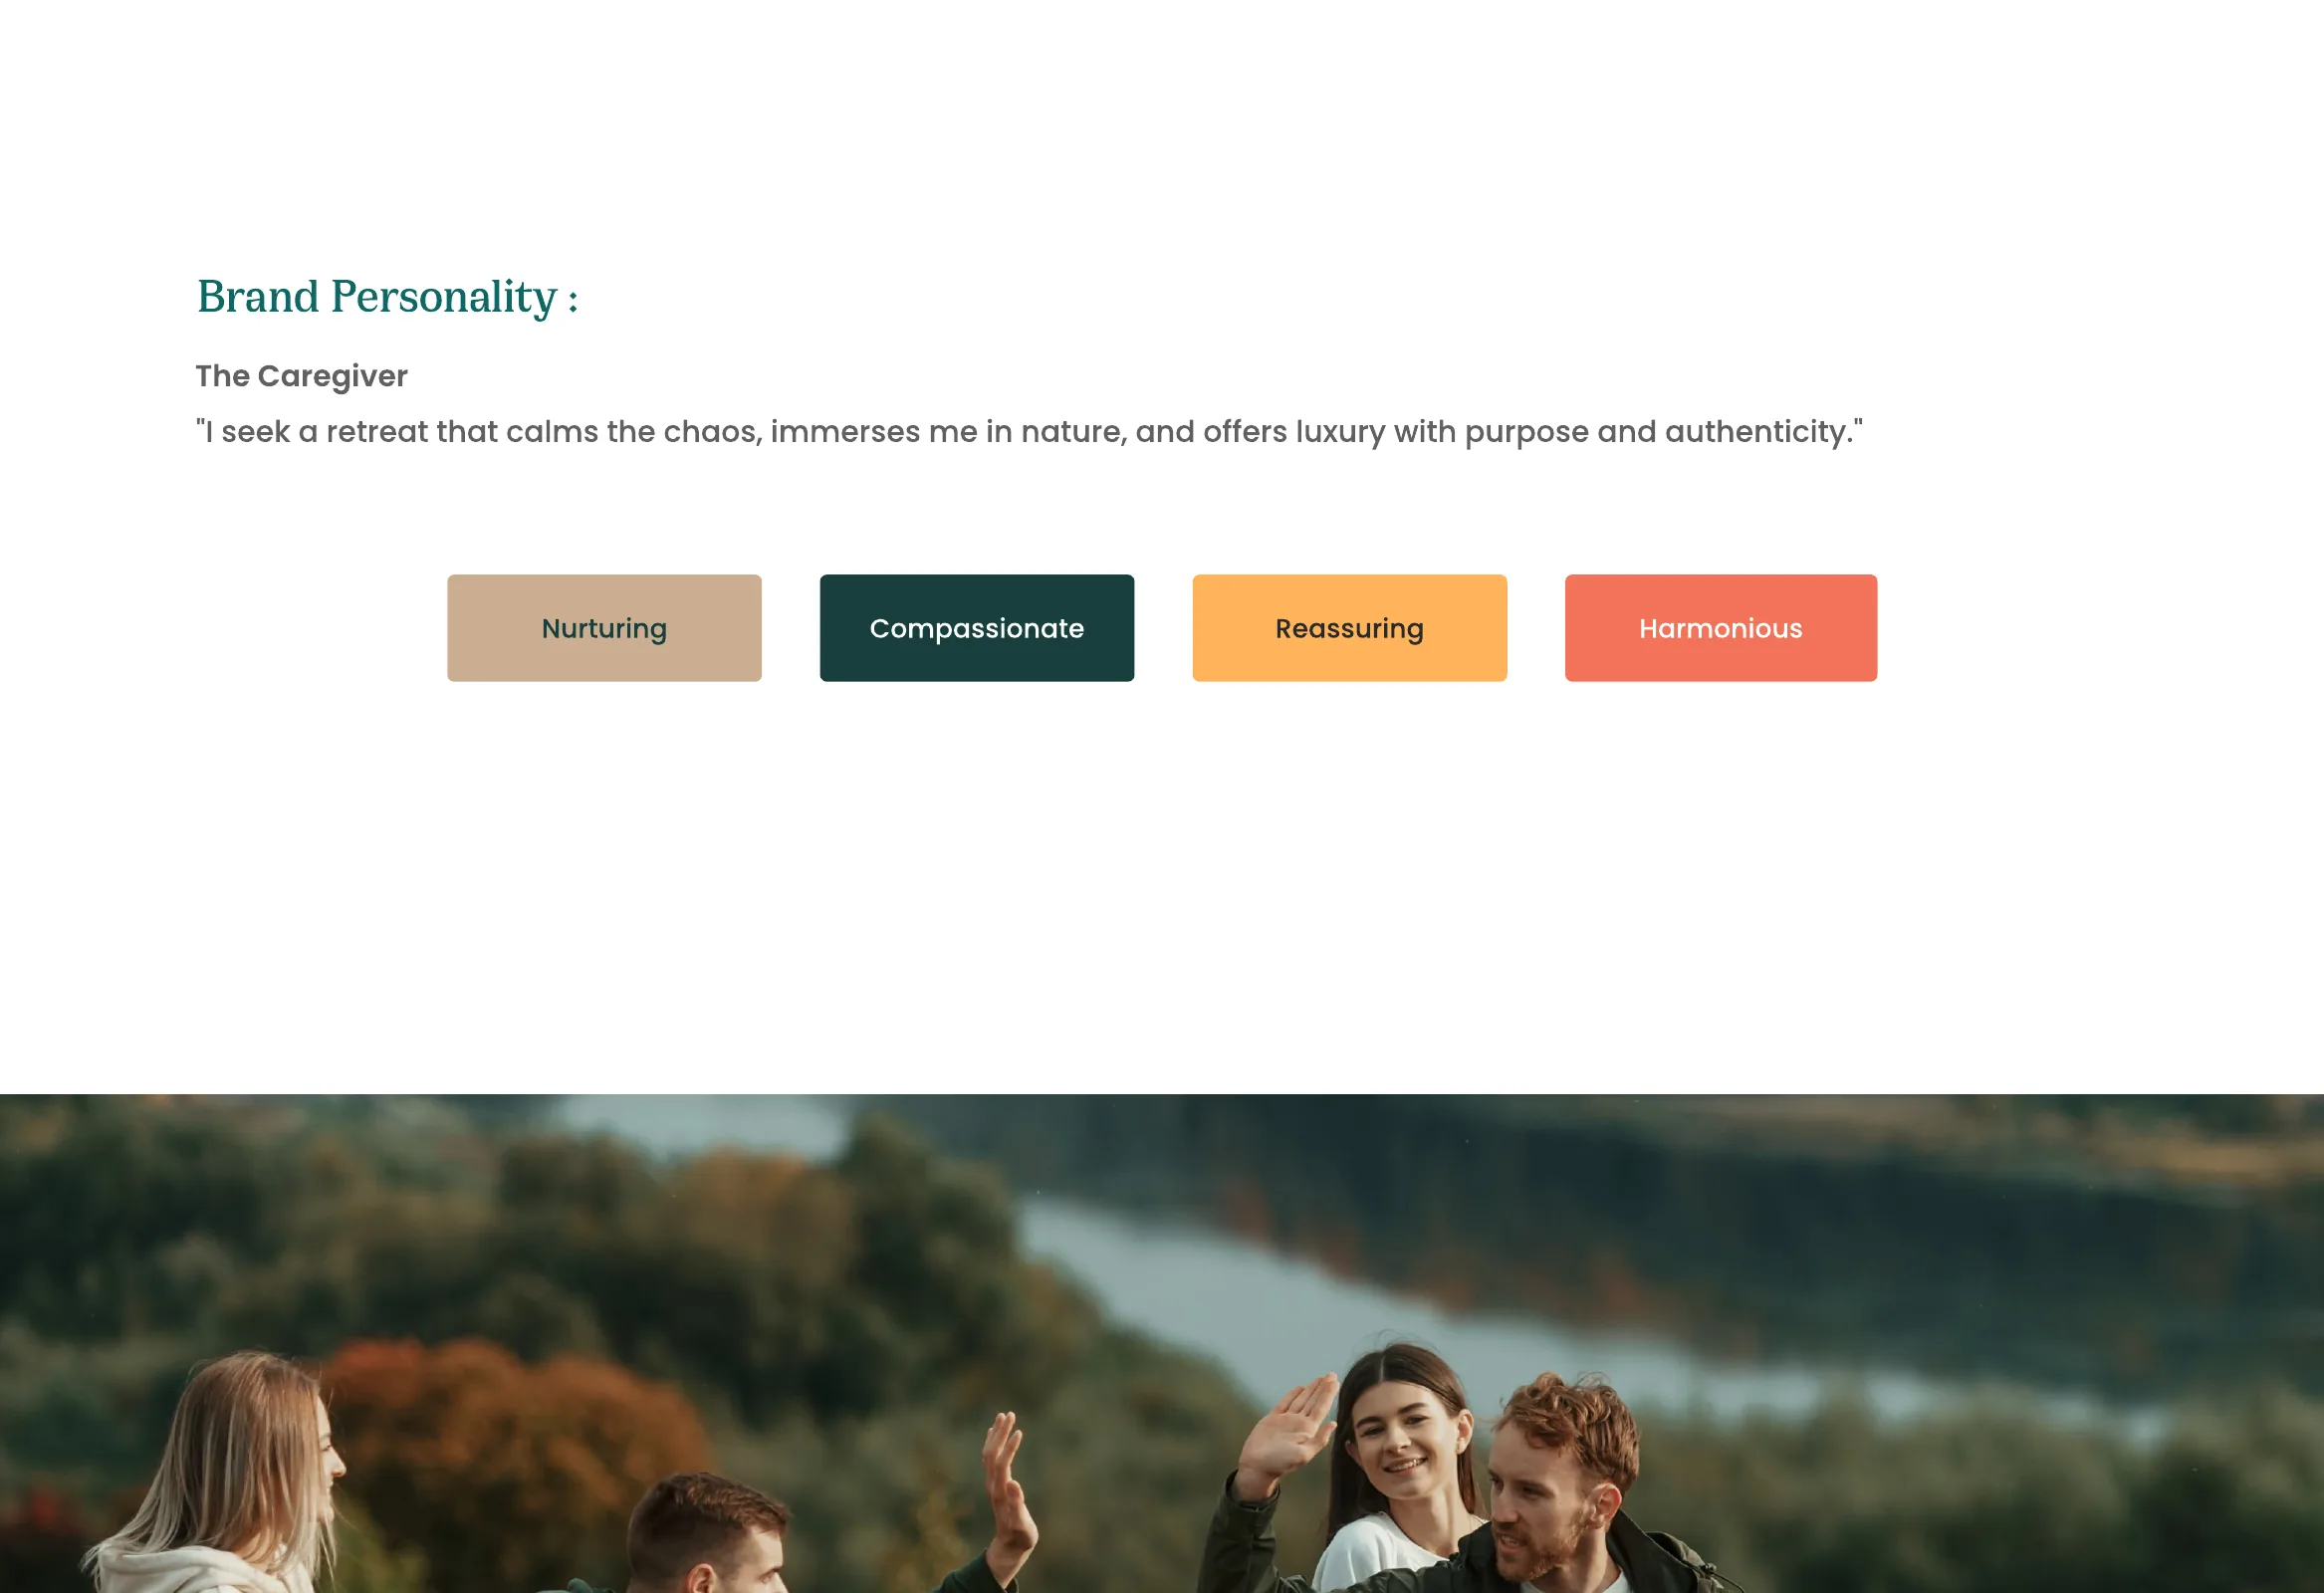 Brand Personality :
The Caregiver
"I seek a retreat that calms the chaos, immerses me in nature, and offers luxury with purpose and authenticity."
Nurturing
Compassionate
Reassuring
Harmonious